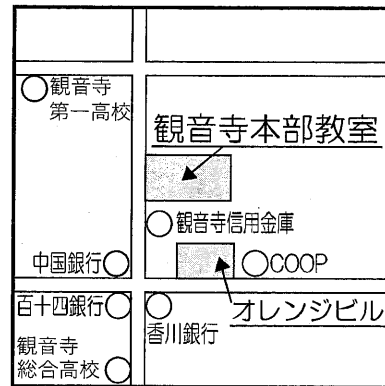 観音寺
第一高校
観音寺本部教室
観音寺信用金庫
中国銀行
COOP
百十四銀行
オレンジビル
香川銀行
観音寺
総合高校